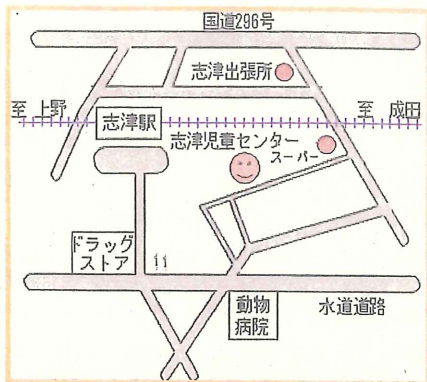 国道296号
志津出張所
至 上野
至 成田
志津駅
志津児童センター
スーパー
ドラッグ
ストア
動物
病院
水道道路